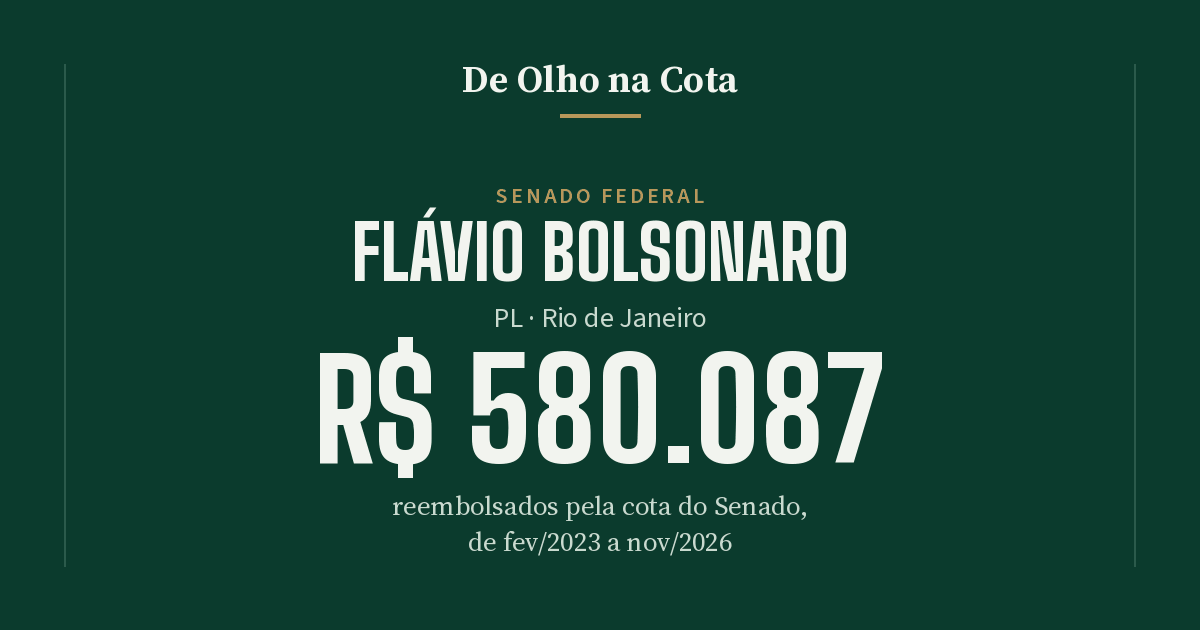 De Olho na Cota
SENADO FEDERAL
FLÁVIO BOLSONARO
PL · Rio de Janeiro
R$ 580.087
reembolsados pela cota do Senado,
de fev/2023 a nov/2026